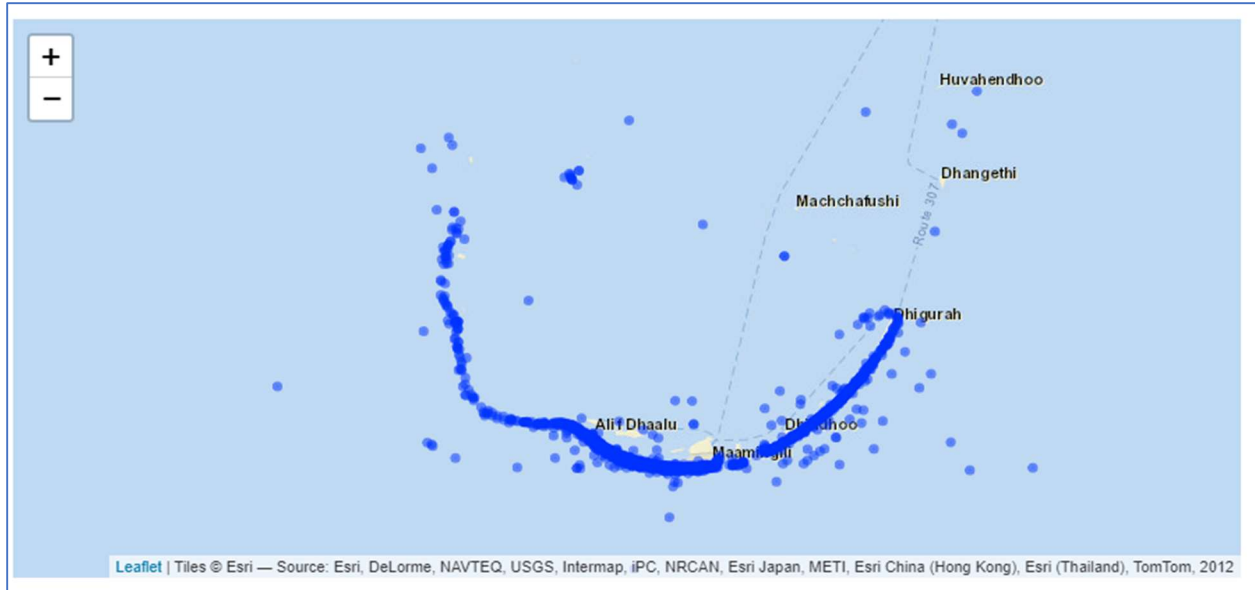 +
−
Huvahendhoo
Dhangethi
Machchafushi
Route 307
Dhigurah
Alif Dhaalu
Leaflet | Tiles © Esri — Source: Esri, DeLorme, NAVTEQ, USGS, Intermap, iPC, NRCAN, Esri Japan, METI, Esri China (Hong Kong), Esri (Thailand), TomTom, 2012